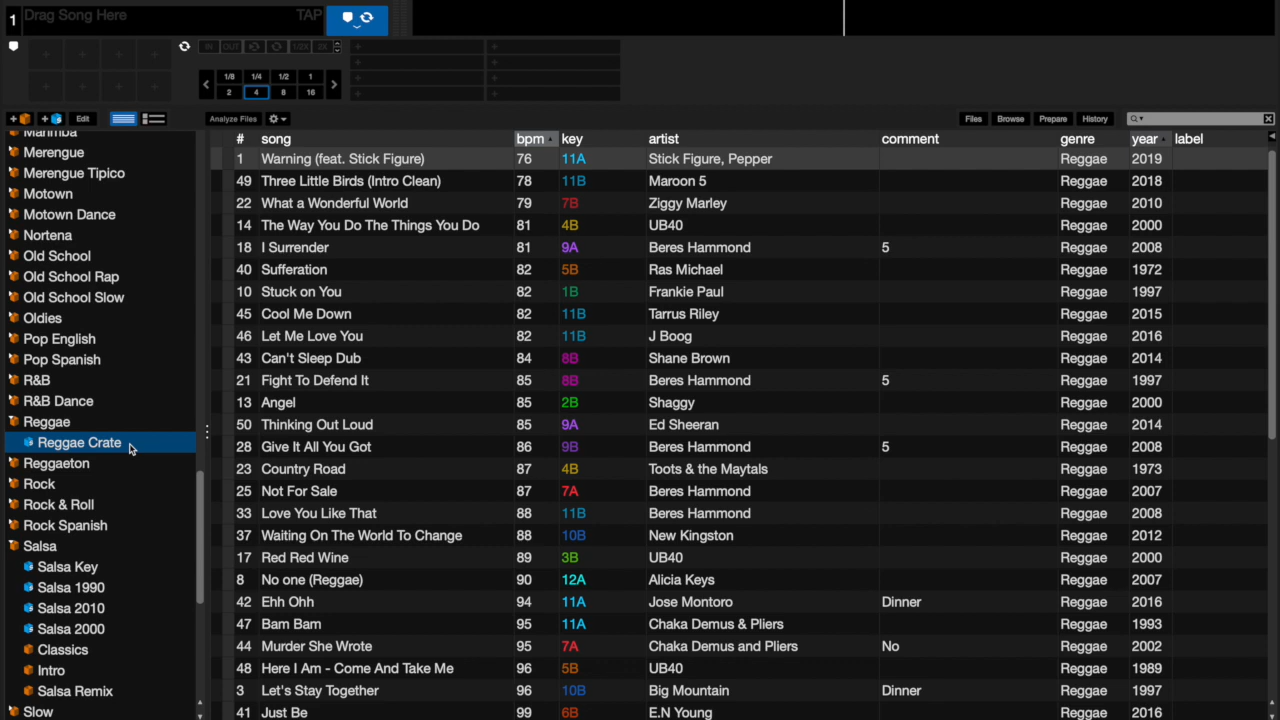 1 Drag Song Here TAP
IN OUT 1/2X 2X
1/8 1/4 1/2 1
2 4 8 16
Edit Analyze Files Files Browse Prepare History
Marimba
Merengue
Merengue Tipico
Motown
Motown Dance
Nortena
Old School
Old School Rap
Old School Slow
Oldies
Pop English
Pop Spanish
R&B
R&B Dance
Reggae
Reggae Crate
Reggaeton
Rock
Rock & Roll
Rock Spanish
Salsa
Salsa Key
Salsa 1990
Salsa 2010
Salsa 2000
Classics
Intro
Salsa Remix
Slow
# song bpm key artist comment genre year label
1 Warning (feat. Stick Figure) 76 11A Stick Figure, Pepper Reggae 2019
49 Three Little Birds (Intro Clean) 78 11B Maroon 5 Reggae 2018
22 What a Wonderful World 79 7B Ziggy Marley Reggae 2010
14 The Way You Do The Things You Do 81 4B UB40 Reggae 2000
18 I Surrender 81 9A Beres Hammond 5 Reggae 2008
40 Sufferation 82 5B Ras Michael Reggae 1972
10 Stuck on You 82 1B Frankie Paul Reggae 1997
45 Cool Me Down 82 11B Tarrus Riley Reggae 2015
46 Let Me Love You 82 11B J Boog Reggae 2016
43 Can't Sleep Dub 84 8B Shane Brown Reggae 2014
21 Fight To Defend It 85 8B Beres Hammond 5 Reggae 1997
13 Angel 85 2B Shaggy Reggae 2000
50 Thinking Out Loud 85 9A Ed Sheeran Reggae 2014
28 Give It All You Got 86 9B Beres Hammond 5 Reggae 2008
23 Country Road 87 4B Toots & the Maytals Reggae 1973
25 Not For Sale 87 7A Beres Hammond Reggae 2007
33 Love You Like That 88 11B Beres Hammond Reggae 2008
37 Waiting On The World To Change 88 10B New Kingston Reggae 2012
17 Red Red Wine 89 3B UB40 Reggae 2000
8 No one (Reggae) 90 12A Alicia Keys Reggae 2007
42 Ehh Ohh 94 11A Jose Montoro Dinner Reggae 2016
47 Bam Bam 95 11A Chaka Demus & Pliers Reggae 1993
44 Murder She Wrote 95 7A Chaka Demus and Pliers No Reggae 2002
48 Here I Am - Come And Take Me 96 5B UB40 Reggae 1989
3 Let's Stay Together 96 10B Big Mountain Dinner Reggae 1997
41 Just Be 99 6B E.N Young Reggae 2016